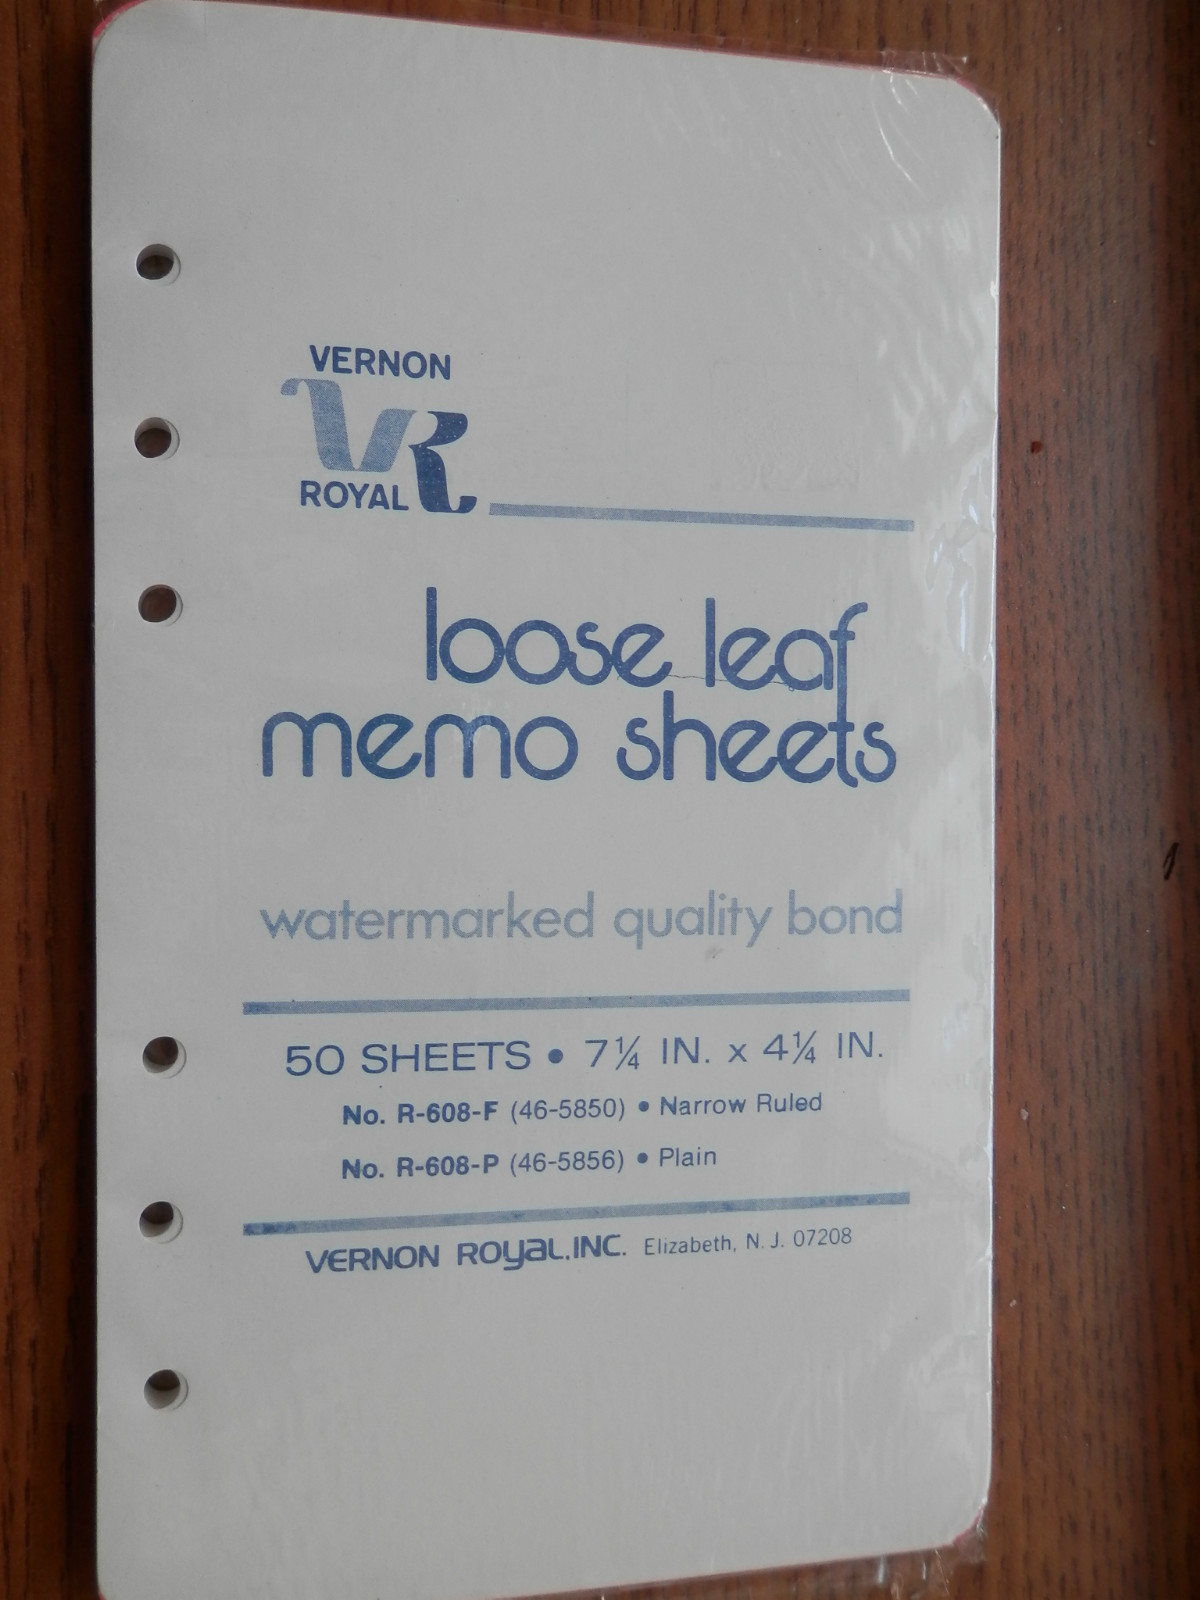 VERNON
VR
ROYAL
loose leaf
memo sheets
watermarked quality bond
50 SHEETS • 7¼ IN. x 4¼ IN.
No. R-608-F (46-5850) • Narrow Ruled
No. R-608-P (46-5856) • Plain
VERNON ROyaL,INC. Elizabeth, N. J. 07208